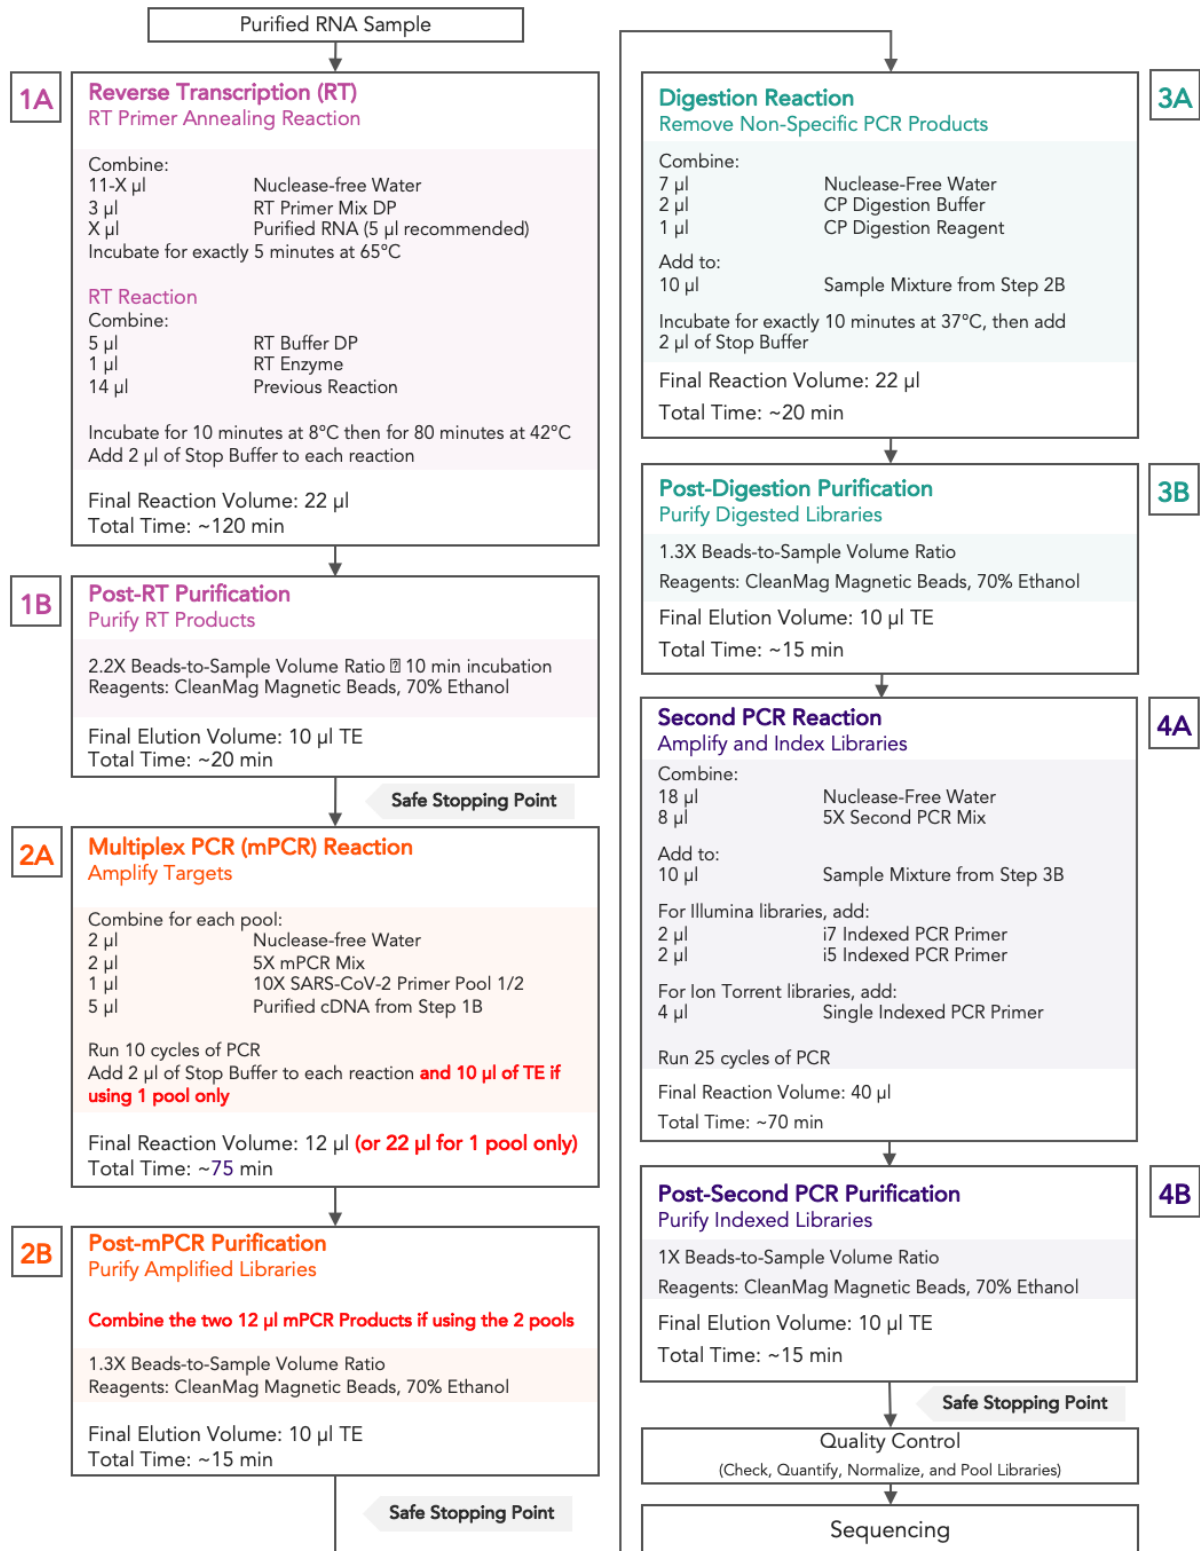 Purified RNA Sample
1A
Reverse Transcription (RT)
RT Primer Annealing Reaction
Combine:
11-X µl Nuclease-free Water
3 µl RT Primer Mix DP
X µl Purified RNA (5 µl recommended)
Incubate for exactly 5 minutes at 65°C
RT Reaction
Combine:
5 µl RT Buffer DP
1 µl RT Enzyme
14 µl Previous Reaction
Incubate for 10 minutes at 8°C then for 80 minutes at 42°C
Add 2 µl of Stop Buffer to each reaction
Final Reaction Volume: 22 µl
Total Time: ~120 min
1B
Post-RT Purification
Purify RT Products
2.2X Beads-to-Sample Volume Ratio ⍰ 10 min incubation
Reagents: CleanMag Magnetic Beads, 70% Ethanol
Final Elution Volume: 10 µl TE
Total Time: ~20 min
Safe Stopping Point
2A
Multiplex PCR (mPCR) Reaction
Amplify Targets
Combine for each pool:
2 µl Nuclease-free Water
2 µl 5X mPCR Mix
1 µl 10X SARS-CoV-2 Primer Pool 1/2
5 µl Purified cDNA from Step 1B
Run 10 cycles of PCR
Add 2 µl of Stop Buffer to each reaction and 10 µl of TE if
using 1 pool only
Final Reaction Volume: 12 µl (or 22 µl for 1 pool only)
Total Time: ~75 min
2B
Post-mPCR Purification
Purify Amplified Libraries
Combine the two 12 µl mPCR Products if using the 2 pools
1.3X Beads-to-Sample Volume Ratio
Reagents: CleanMag Magnetic Beads, 70% Ethanol
Final Elution Volume: 10 µl TE
Total Time: ~15 min
Safe Stopping Point
3A
Digestion Reaction
Remove Non-Specific PCR Products
Combine:
7 µl Nuclease-Free Water
2 µl CP Digestion Buffer
1 µl CP Digestion Reagent
Add to:
10 µl Sample Mixture from Step 2B
Incubate for exactly 10 minutes at 37°C, then add
2 µl of Stop Buffer
Final Reaction Volume: 22 µl
Total Time: ~20 min
3B
Post-Digestion Purification
Purify Digested Libraries
1.3X Beads-to-Sample Volume Ratio
Reagents: CleanMag Magnetic Beads, 70% Ethanol
Final Elution Volume: 10 µl TE
Total Time: ~15 min
4A
Second PCR Reaction
Amplify and Index Libraries
Combine:
18 µl Nuclease-Free Water
8 µl 5X Second PCR Mix
Add to:
10 µl Sample Mixture from Step 3B
For Illumina libraries, add:
2 µl i7 Indexed PCR Primer
2 µl i5 Indexed PCR Primer
For Ion Torrent libraries, add:
4 µl Single Indexed PCR Primer
Run 25 cycles of PCR
Final Reaction Volume: 40 µl
Total Time: ~70 min
4B
Post-Second PCR Purification
Purify Indexed Libraries
1X Beads-to-Sample Volume Ratio
Reagents: CleanMag Magnetic Beads, 70% Ethanol
Final Elution Volume: 10 µl TE
Total Time: ~15 min
Safe Stopping Point
Quality Control
(Check, Quantify, Normalize, and Pool Libraries)
Sequencing